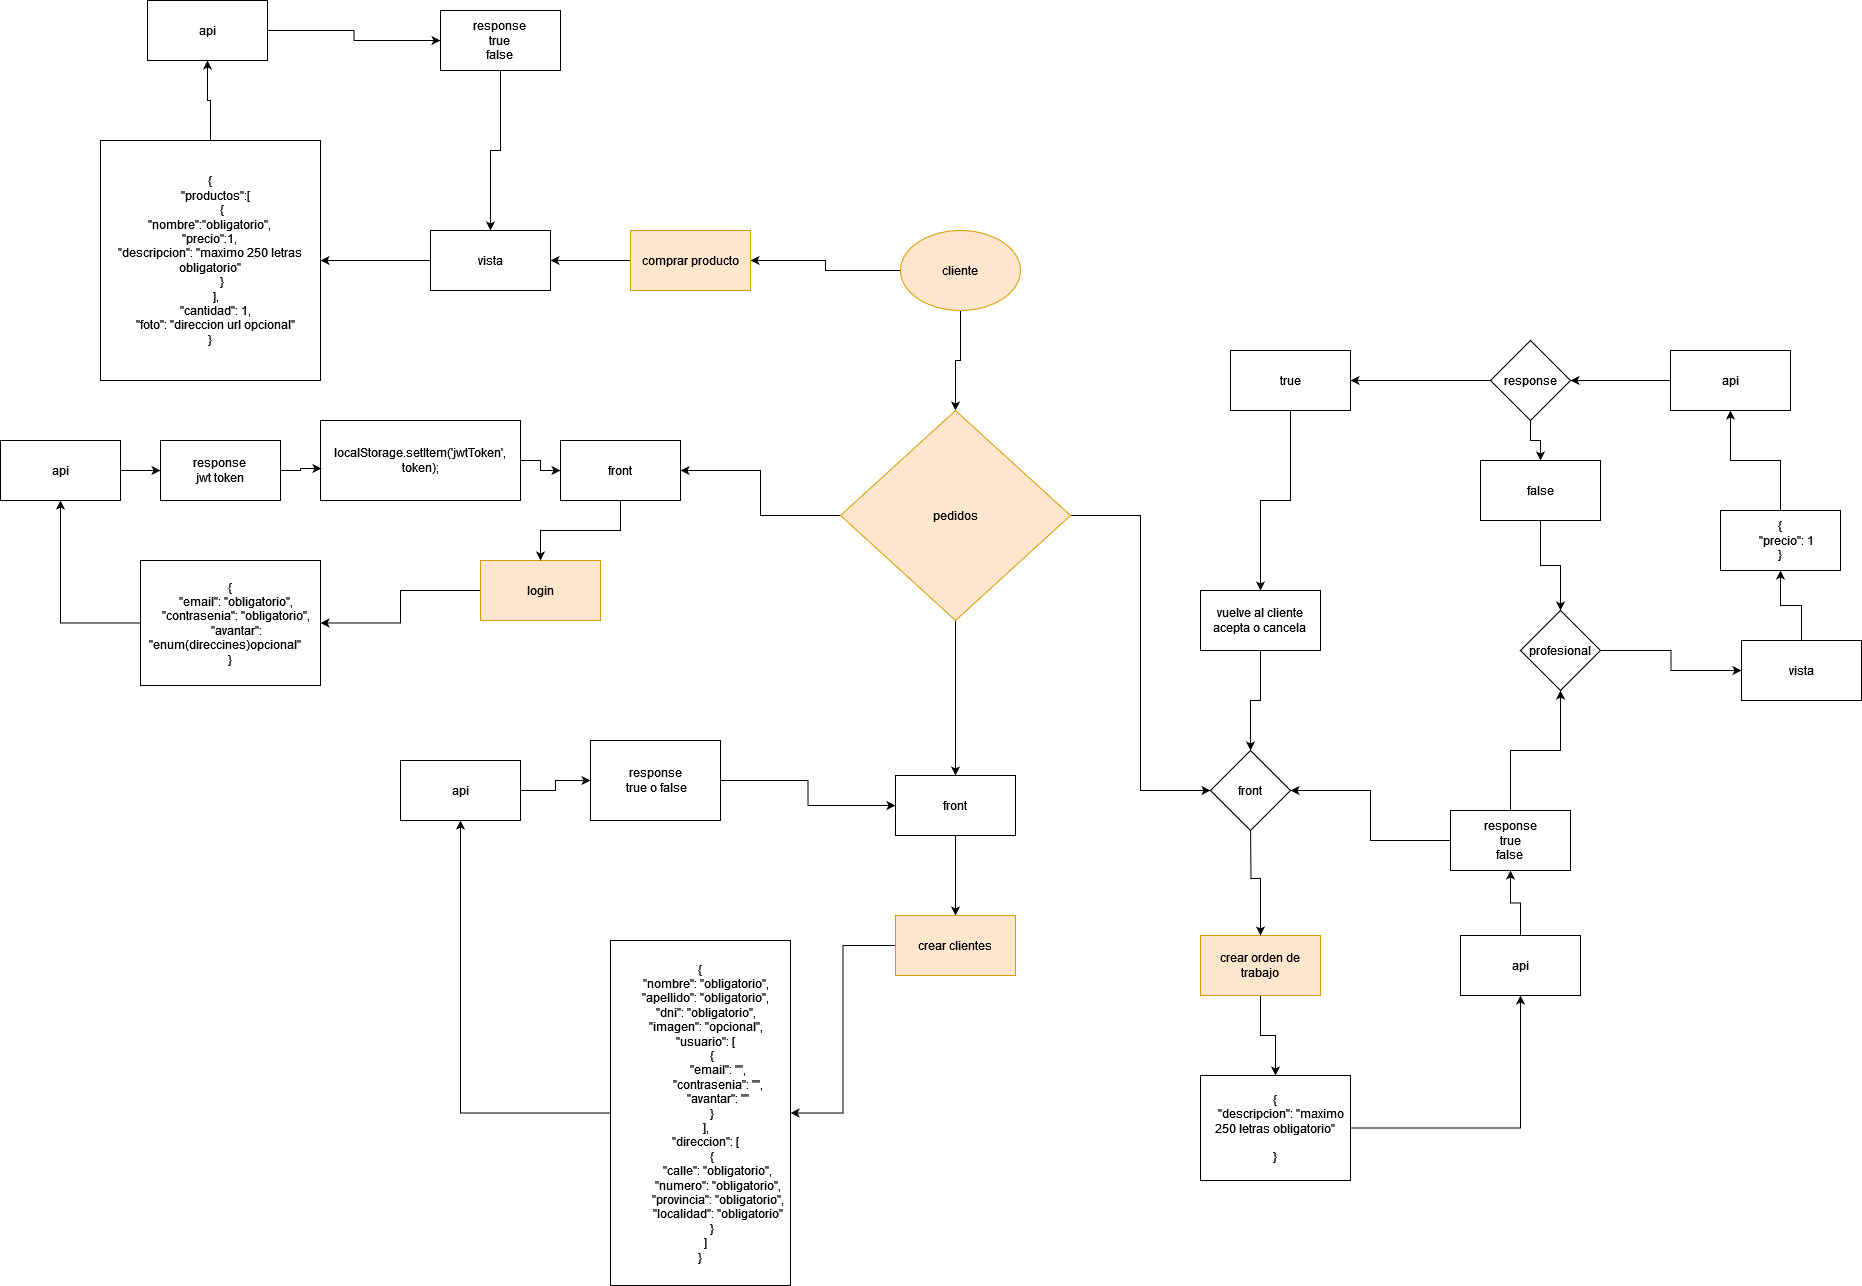 api
response
true
false
{
"productos":[
{
"nombre":"obligatorio",
"precio":1,
"descripcion": "maximo 250 letras
obligatorio"
}
],
"cantidad": 1,
"foto": "direccion url opcional"
}
vista
comprar producto
cliente
api
response
jwt token
localStorage.setItem('jwtToken',
token);
front
pedidos
login
{
"email": "obligatorio",
"contrasenia": "obligatorio",
"avantar":
"enum(direccines)opcional"
}
true
response
api
false
{
"precio": 1
}
vuelve al cliente
acepta o cancela
profesional
vista
api
response
true o false
front
front
response
true
false
crear clientes
crear orden de
trabajo
api
{
"nombre": "obligatorio",
"apellido": "obligatorio",
"dni": "obligatorio",
"imagen": "opcional",
"usuario": [
{
"email": "",
"contrasenia": "",
"avantar": ""
}
],
"direccion": [
{
"calle": "obligatorio",
"numero": "obligatorio",
"provincia": "obligatorio",
"localidad": "obligatorio"
}
]
}
{
"descripcion": "maximo
250 letras obligatorio"
}